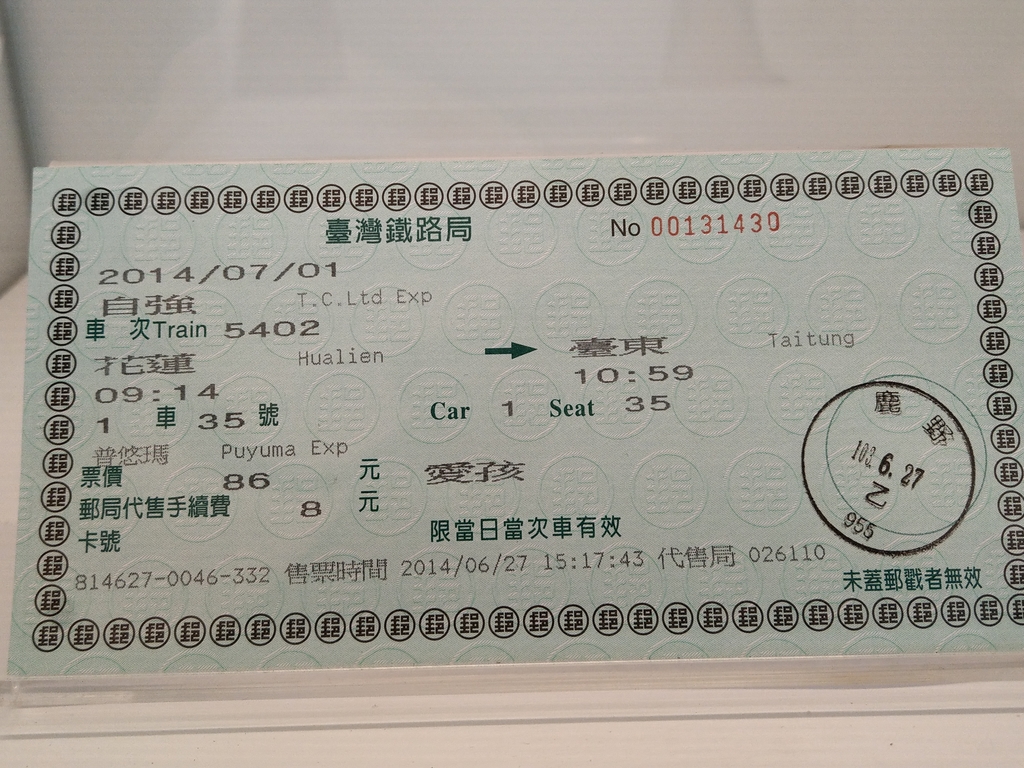 臺灣鐵路局 No 00131430
2014/07/01
自強 T.C.Ltd Exp
車 次Train 5402
花蓮 Hualien 臺東 Taitung
09:14 10:59
1 車 35 號 Car 1 Seat 35
普悠瑪 Puyuma Exp
票價 86 元 愛孩
郵局代售手續費 8 元
限當日當次車有效
卡號
814627-0046-332 售票時間 2014/06/27 15:17:43 代售局 026110
未蓋郵戳者無效
鹿野
103.6.27
乙
955